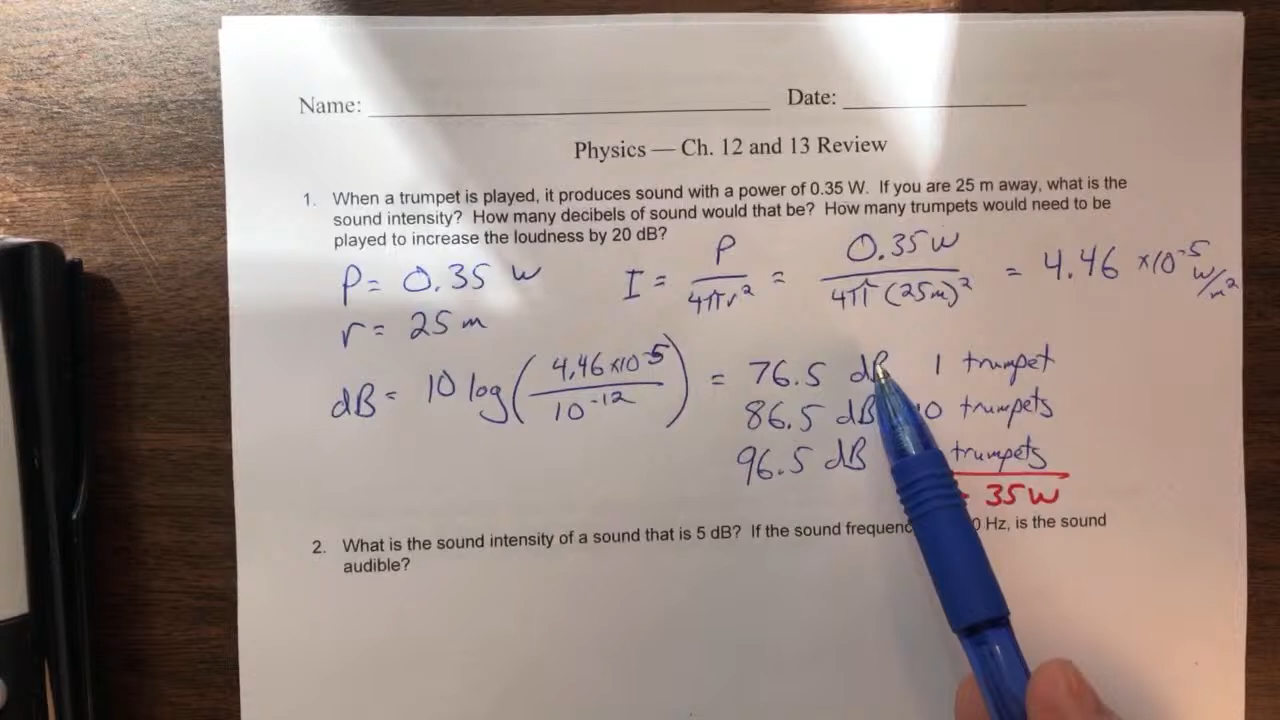 Name: ____________ Date: ____________
Physics — Ch. 12 and 13 Review
1. When a trumpet is played, it produces sound with a power of 0.35 W. If you are 25 m away, what is the
sound intensity? How many decibels of sound would that be? How many trumpets would need to be
played to increase the loudness by 20 dB?
P = 0.35 W I = P/4πr² = 0.35 W/4π(25m)² = 4.46 ×10⁻⁵ W/m²
r = 25 m
dB = 10 log(4.46×10⁻⁵/10⁻¹²) = 76.5 dB 1 trumpet
86.5 dB 10 trumpets
96.5 dB trumpets
35 W
2. What is the sound intensity of a sound that is 5 dB? If the sound 0 Hz, is the sound
audible?